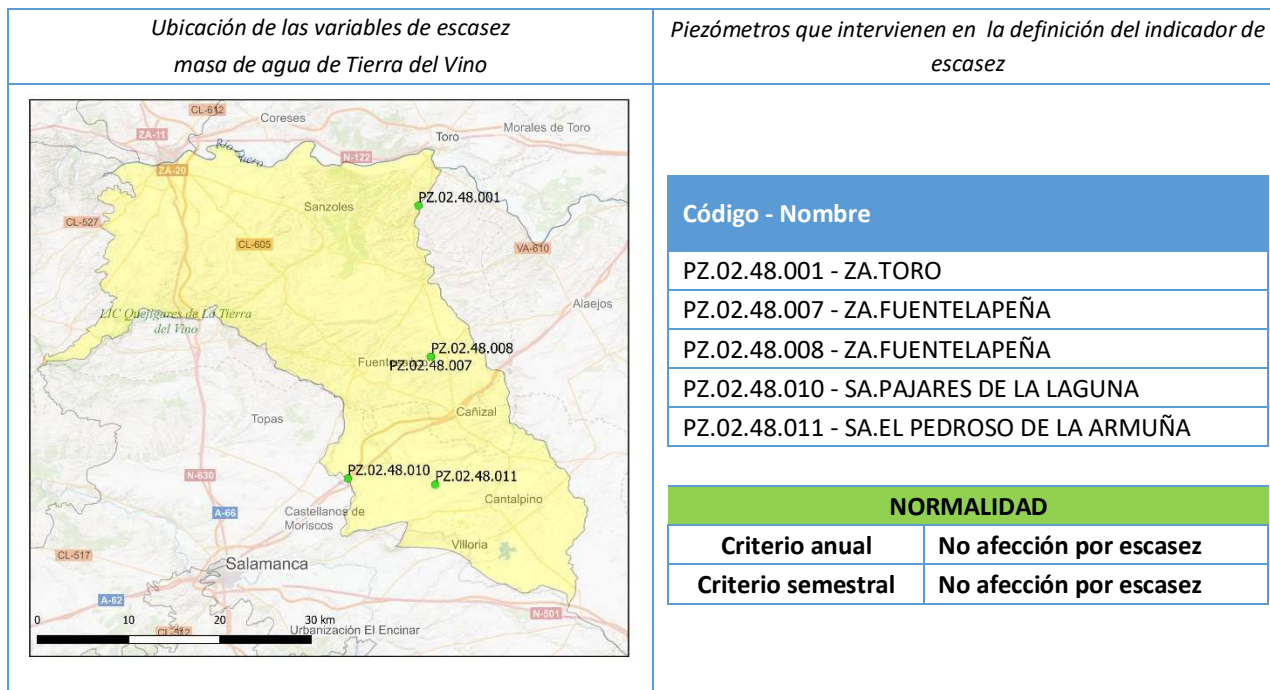 Ubicación de las variables de escasez
masa de agua de Tierra del Vino
Piezómetros que intervienen en la definición del indicador de
escasez
CL-612
Coreses
ZA-11
Toro
Morales de Toro
Río Duero
N-122
ZA-20
PZ.02.48.001
Sanzoles
CL-527
CL-605
VA-610
Alaejos
LIC Quejigares de La Tierra
del Vino
PZ.02.48.008
PZ.02.48.007
Cañizal
Topas
PZ.02.48.010
PZ.02.48.011
N-630
Cantalpino
A-66
Castellanos de
Moriscos
Villoria
CL-517
Salamanca
A-62
N-501
0
10
20
30 km
CL-512
Urbanización El Encinar
Código - Nombre
PZ.02.48.001 - ZA.TORO
PZ.02.48.007 - ZA.FUENTELAPEÑA
PZ.02.48.008 - ZA.FUENTELAPEÑA
PZ.02.48.010 - SA.PAJARES DE LA LAGUNA
PZ.02.48.011 - SA.EL PEDROSO DE LA ARMUÑA
NORMALIDAD
Criterio anual No afección por escasez
Criterio semestral No afección por escasez